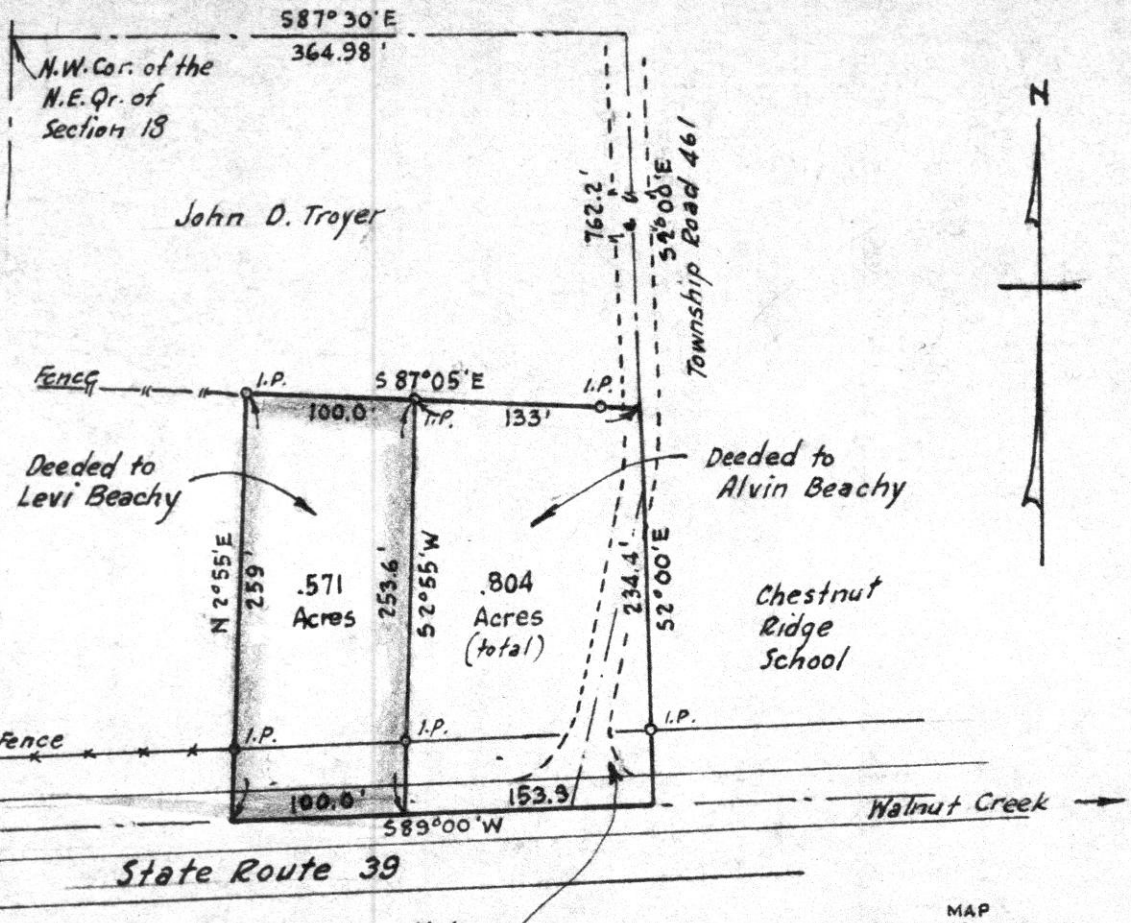 S87°30'E
364.98'
N.W. Cor. of the
N.E. Qr. of
Section 18
John D. Troyer
762.2'
S2°00'E
Township Road 461
N
Fence
I.P.
S 87°05'E
I.P.
100.0'
I.P.
133'
Deeded to
Levi Beachy
Deeded to
Alvin Beachy
N 2°55'E
259'
.571
Acres
253.6'
S 2°55'W
.804
Acres
(total)
234.4'
S2°00'E
Chestnut
Ridge
School
Fence
I.P.
I.P.
I.P.
100.0'
153.9
S89°00'W
Walnut Creek
State Route 39
MAP